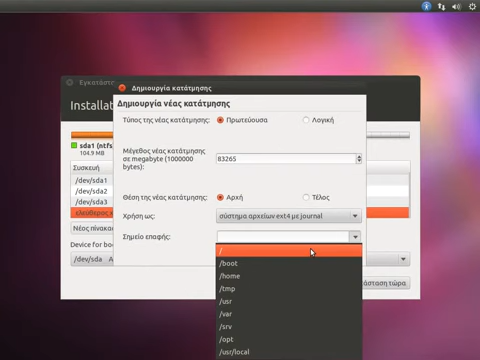 Εγκατάστ
Δημιουργία κατάτμησης
Installat
Δημιουργία νέας κατάτμησης
Τύπος της νέας κατάτμησης:
Πρωτεύουσα
Λογική
sda1 (ntfs
104.9 MB
Μέγεθος νέας κατάτμησης
σε megabyte (1000000
bytes):
83265
Συσκευή
/dev/sda1
/dev/sda2
/dev/sda3
ελεύθερος
Θέση της νέας κατάτμησης:
Αρχή
Τέλος
Χρήση ως:
σύστημα αρχείων ext4 με journal
Νέος πίνακα
Σημείο επαφής:
Device for boo
/dev/sda
άσταση τώρα
/
/boot
/home
/tmp
/usr
/var
/srv
/opt
/usr/local